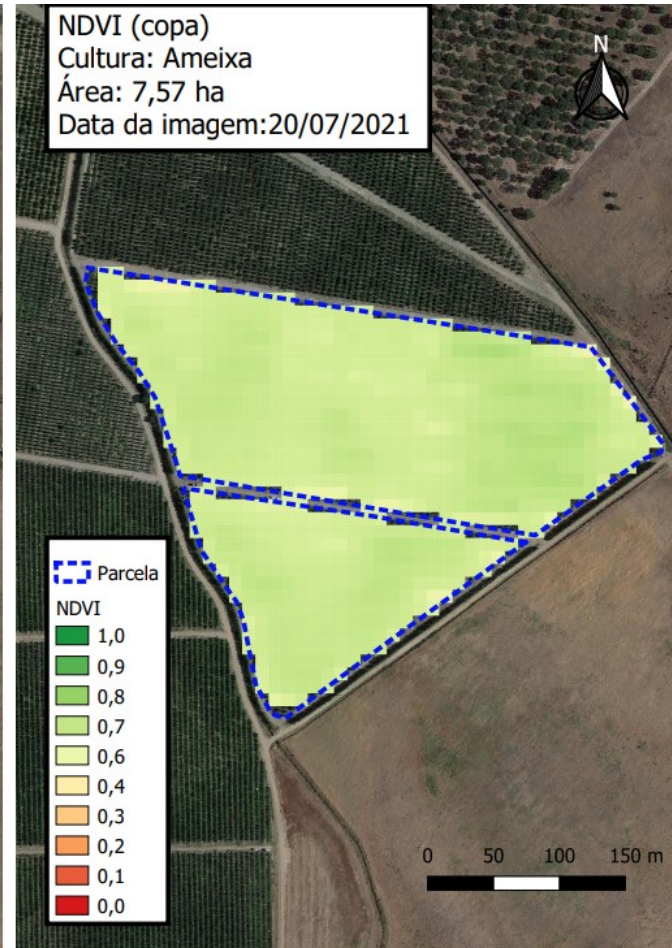 NDVI (copa)
Cultura: Ameixa
Área: 7,57 ha
Data da imagem:20/07/2021
N
Parcela
NDVI
1,0
0,9
0,8
0,7
0,6
0,4
0,3
0,2
0,1
0,0
0 50 100 150 m